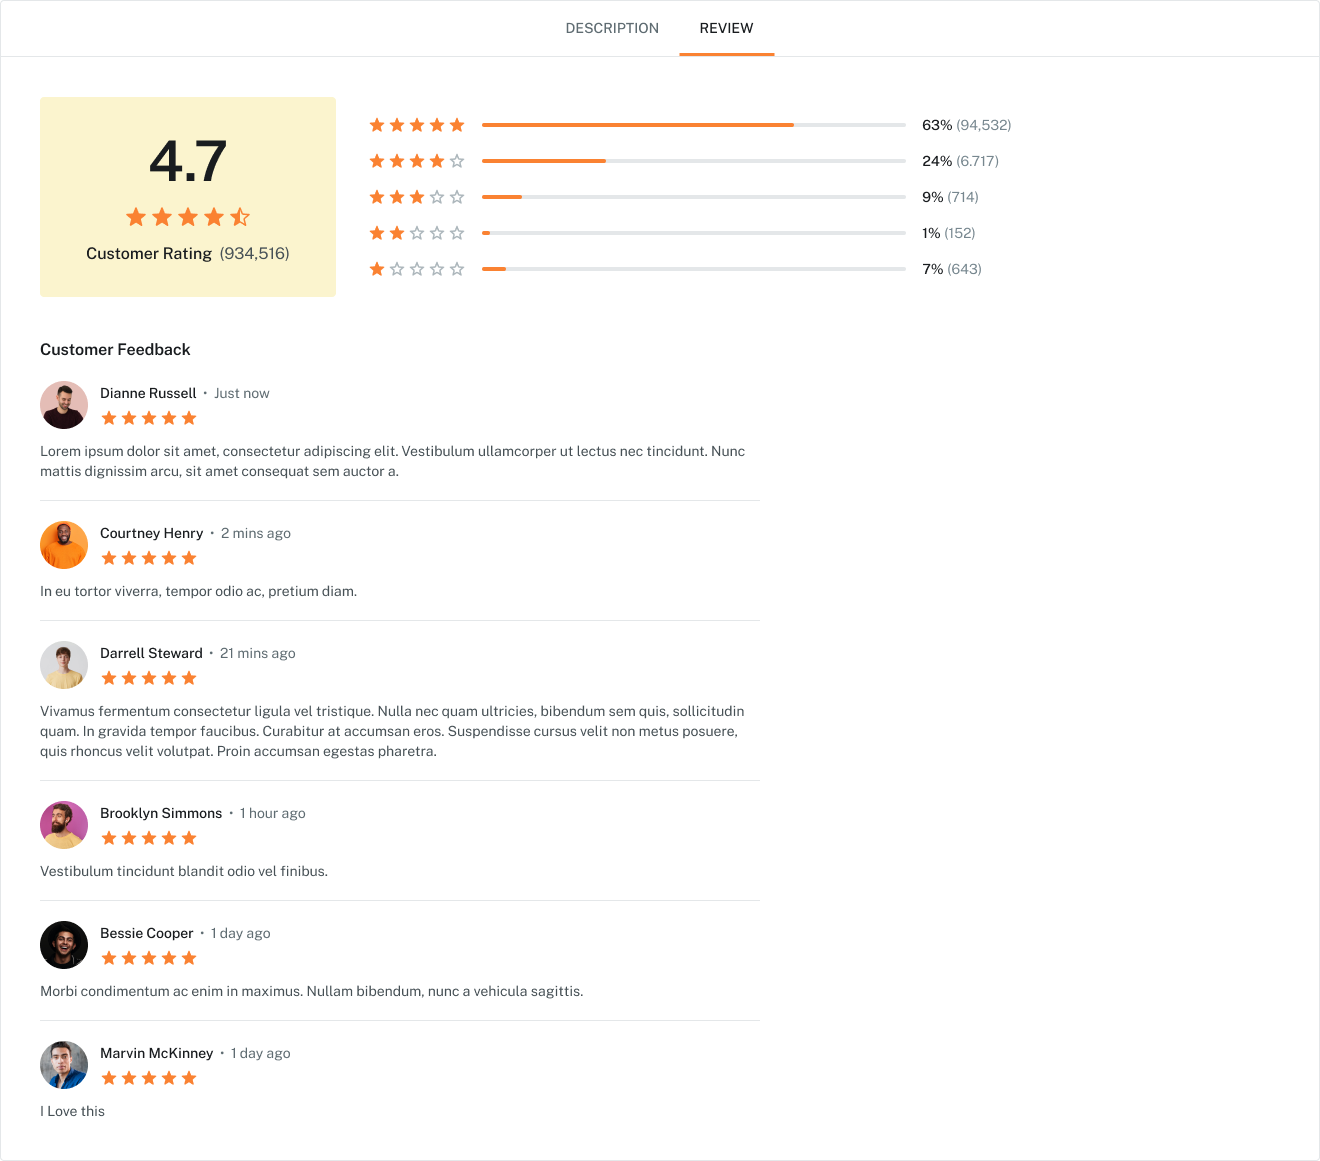 DESCRIPTION REVIEW
4.7
Customer Rating (934,516)
63% (94,532)
24% (6.717)
9% (714)
1% (152)
7% (643)
Customer Feedback
Dianne Russell • Just now
Lorem ipsum dolor sit amet, consectetur adipiscing elit. Vestibulum ullamcorper ut lectus nec tincidunt. Nunc
mattis dignissim arcu, sit amet consequat sem auctor a.
Courtney Henry • 2 mins ago
In eu tortor viverra, tempor odio ac, pretium diam.
Darrell Steward • 21 mins ago
Vivamus fermentum consectetur ligula vel tristique. Nulla nec quam ultricies, bibendum sem quis, sollicitudin
quam. In gravida tempor faucibus. Curabitur at accumsan eros. Suspendisse cursus velit non metus posuere,
quis rhoncus velit volutpat. Proin accumsan egestas pharetra.
Brooklyn Simmons • 1 hour ago
Vestibulum tincidunt blandit odio vel finibus.
Bessie Cooper • 1 day ago
Morbi condimentum ac enim in maximus. Nullam bibendum, nunc a vehicula sagittis.
Marvin McKinney • 1 day ago
I Love this